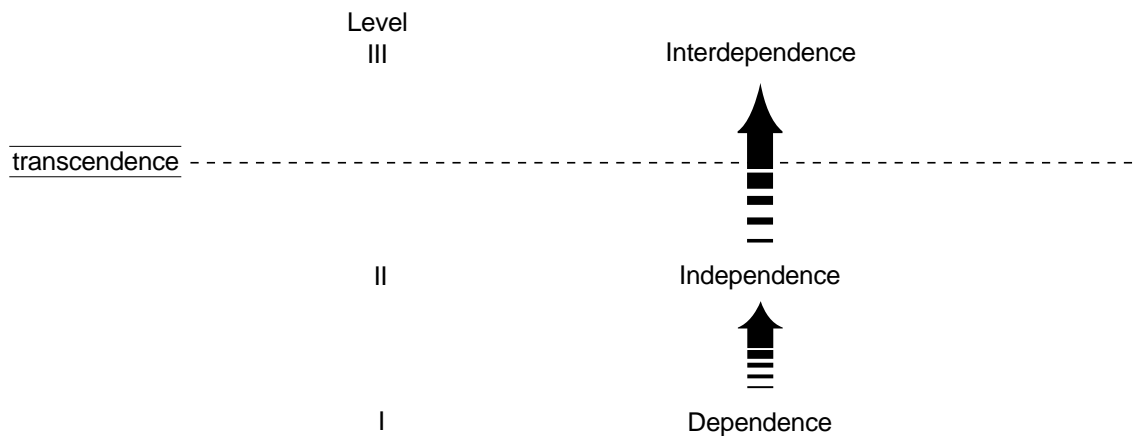 Level
III Interdependence
transcendence
II Independence
I Dependence